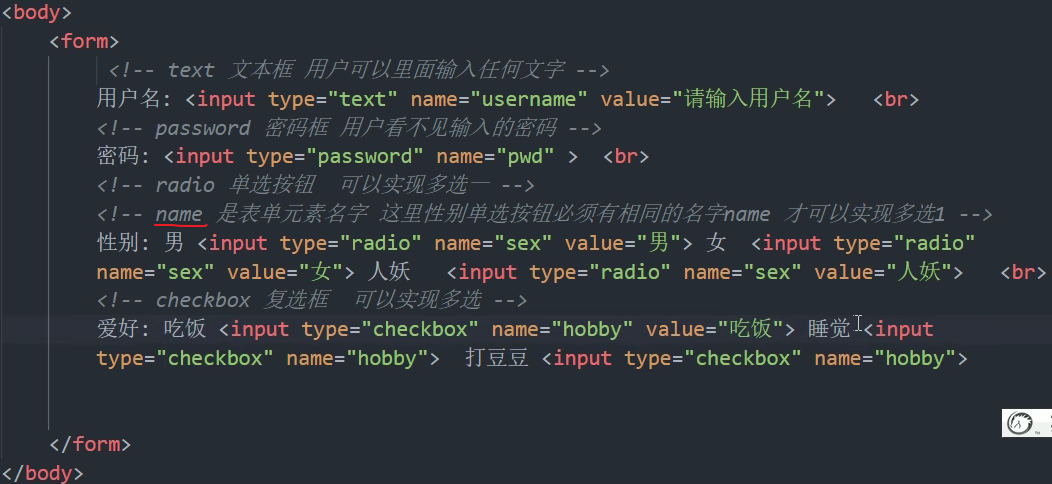 <body>
<form>
<!-- text 文本框 用户可以里面输入任何文字 -->
用户名: <input type="text" name="username" value="请输入用户名"> <br>
<!-- password 密码框 用户看不见输入的密码 -->
密码: <input type="password" name="pwd" > <br>
<!-- radio 单选按钮 可以实现多选一 -->
<!-- name 是表单元素名字 这里性别单选按钮必须有相同的名字name 才可以实现多选1 -->
性别: 男 <input type="radio" name="sex" value="男"> 女 <input type="radio"
name="sex" value="女"> 人妖 <input type="radio" name="sex" value="人妖"> <br>
<!-- checkbox 复选框 可以实现多选 -->
爱好: 吃饭 <input type="checkbox" name="hobby" value="吃饭"> 睡觉 <input
type="checkbox" name="hobby"> 打豆豆 <input type="checkbox" name="hobby">
</form>
</body>